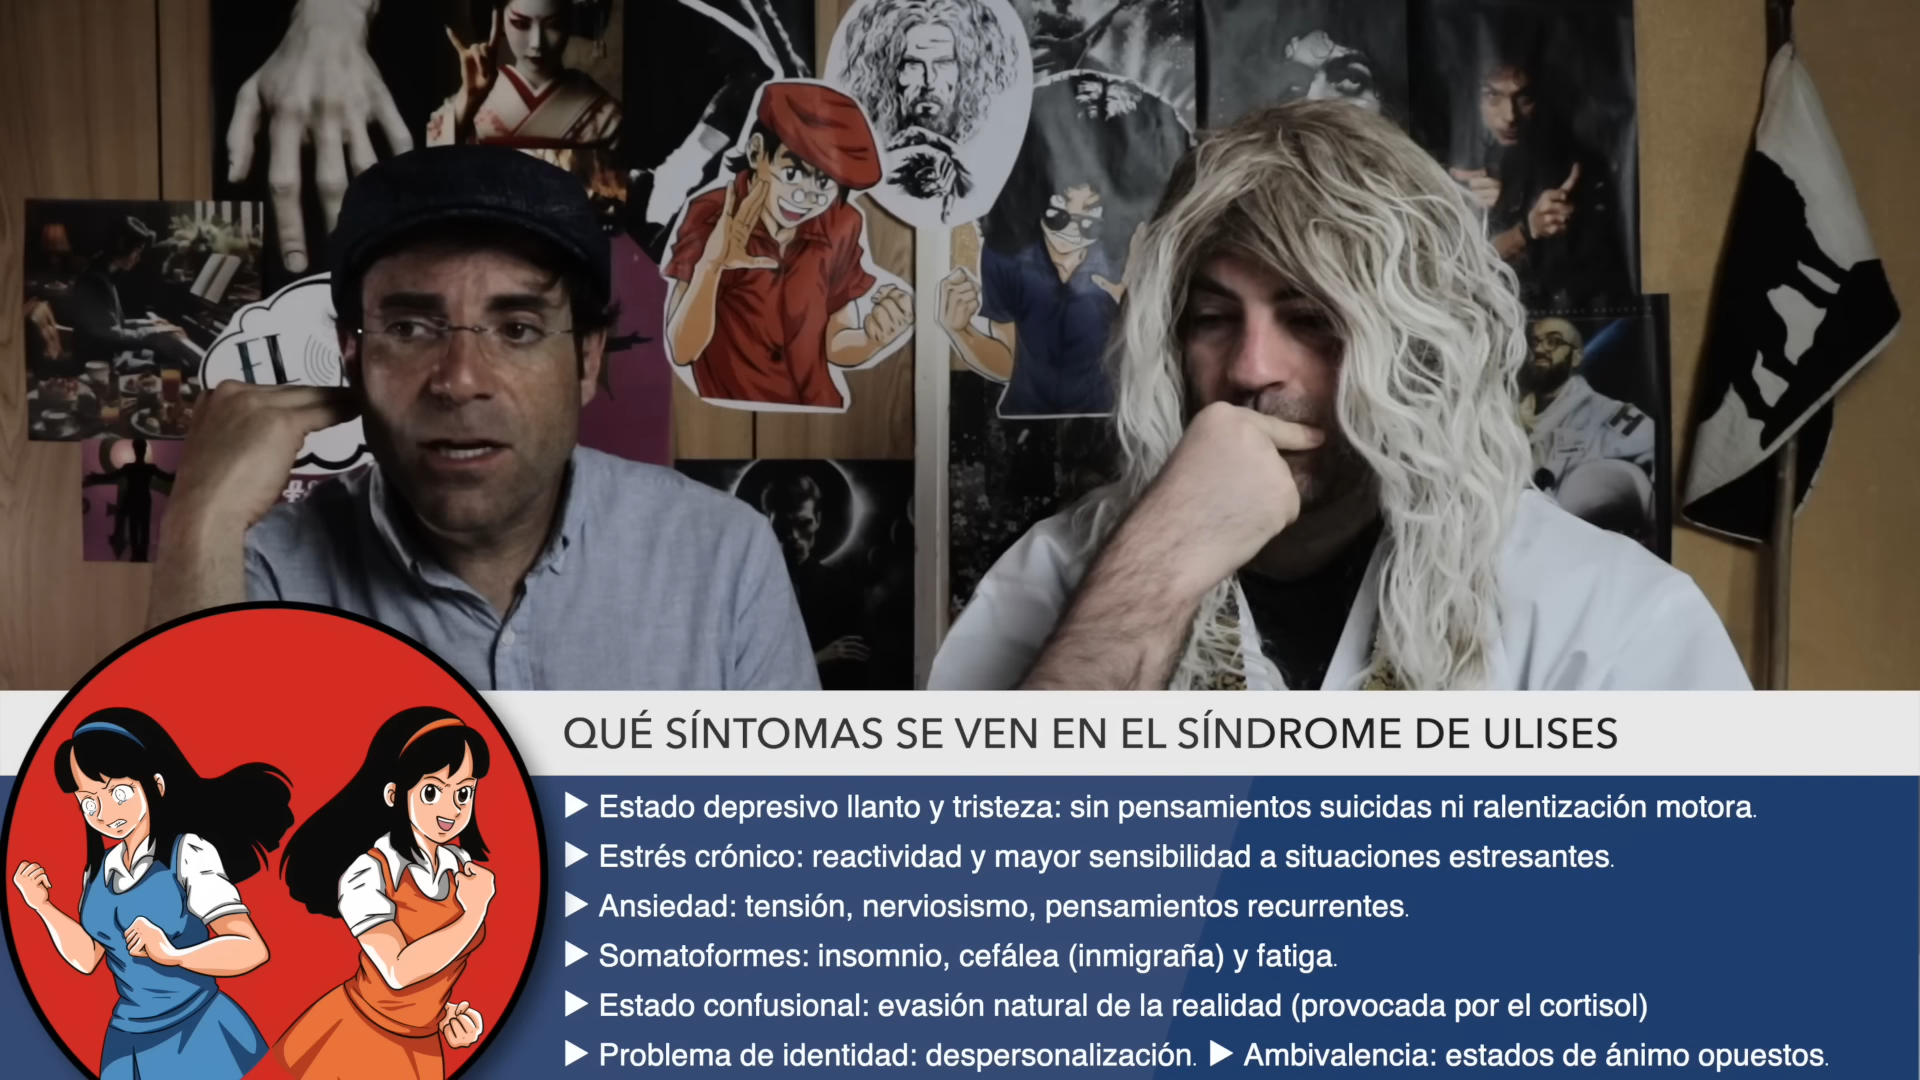 EL
H
QUÉ SÍNTOMAS SE VEN EN EL SÍNDROME DE ULISES
▶ Estado depresivo llanto y tristeza: sin pensamientos suicidas ni ralentización motora.
▶ Estrés crónico: reactividad y mayor sensibilidad a situaciones estresantes.
▶ Ansiedad: tensión, nerviosismo, pensamientos recurrentes.
▶ Somatoformes: insomnio, cefálea (inmigraña) y fatiga.
▶ Estado confusional: evasión natural de la realidad (provocada por el cortisol)
▶ Problema de identidad: despersonalización. ▶ Ambivalencia: estados de ánimo opuestos.